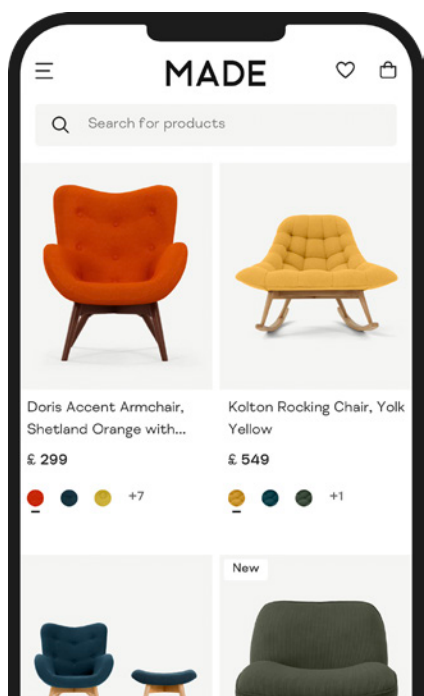 MADE
Search for products
Doris Accent Armchair,
Shetland Orange with...
£ 299
+7
Kolton Rocking Chair, Yolk
Yellow
£ 549
+1
New